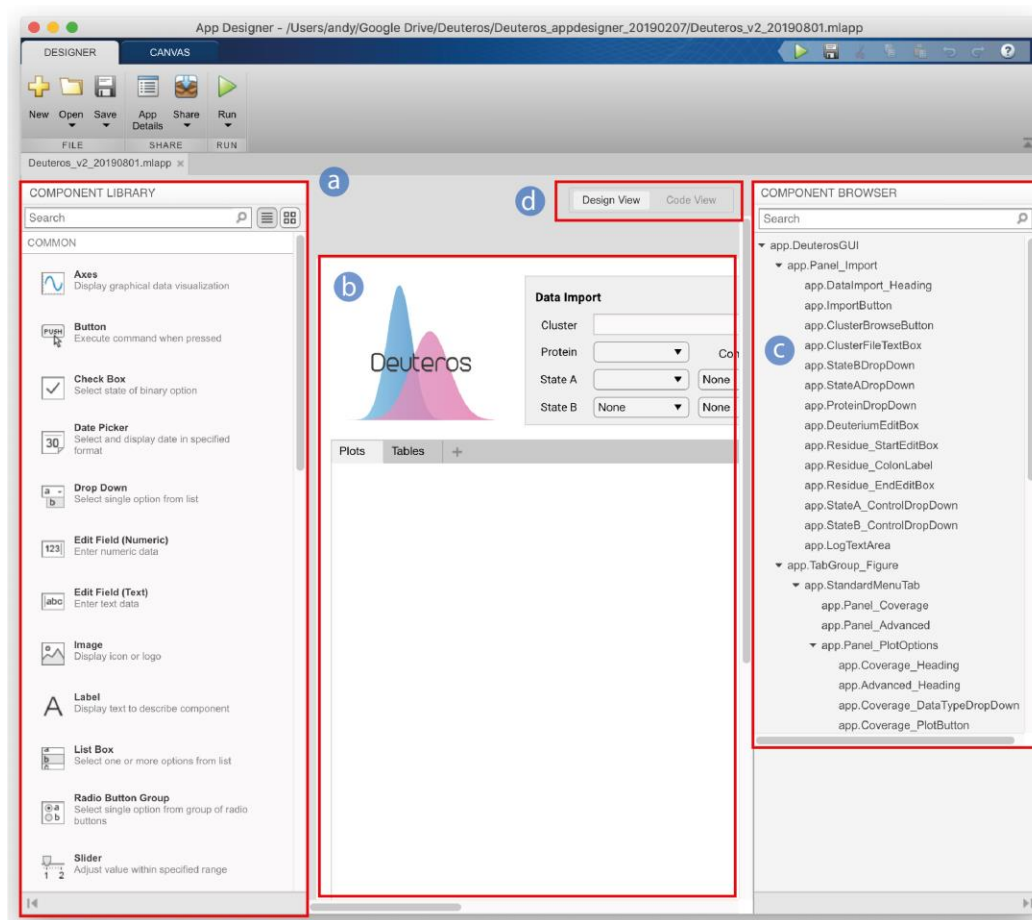 App Designer - /Users/andy/Google Drive/Deuteros/Deuteros_appdesigner_20190207/Deuteros_v2_20190801.mlapp
DESIGNER CANVAS
?
New Open Save App Details Share Run
FILE SHARE RUN
Deuteros_v2_20190801.mlapp ×
a
COMPONENT LIBRARY
Search
COMMON
Axes
Display graphical data visualization
PUSH
Button
Execute command when pressed
Check Box
Select state of binary option
30
Date Picker
Select and display date in specified
format
a
b
Drop Down
Select single option from list
123
Edit Field (Numeric)
Enter numeric data
abc
Edit Field (Text)
Enter text data
Image
Display icon or logo
A
Label
Display text to describe component
List Box
Select one or more options from list
a
b
Radio Button Group
Select single option from group of radio
buttons
1 2
Slider
Adjust value within specified range
d
Design View Code View
b
Deuteros
Data Import
Cluster
Protein Con
State A None
State B None None
Plots Tables +
COMPONENT BROWSER
Search
c
app.DeuterosGUI
app.Panel_Import
app.DataImport_Heading
app.ImportButton
app.ClusterBrowseButton
app.ClusterFileTextBox
app.StateBDropDown
app.StateADropDown
app.ProteinDropDown
app.DeuteriumEditBox
app.Residue_StartEditBox
app.Residue_ColonLabel
app.Residue_EndEditBox
app.StateA_ControlDropDown
app.StateB_ControlDropDown
app.LogTextArea
app.TabGroup_Figure
app.StandardMenuTab
app.Panel_Coverage
app.Panel_Advanced
app.Panel_PlotOptions
app.Coverage_Heading
app.Advanced_Heading
app.Coverage_DataTypeDropDown
app.Coverage_PlotButton